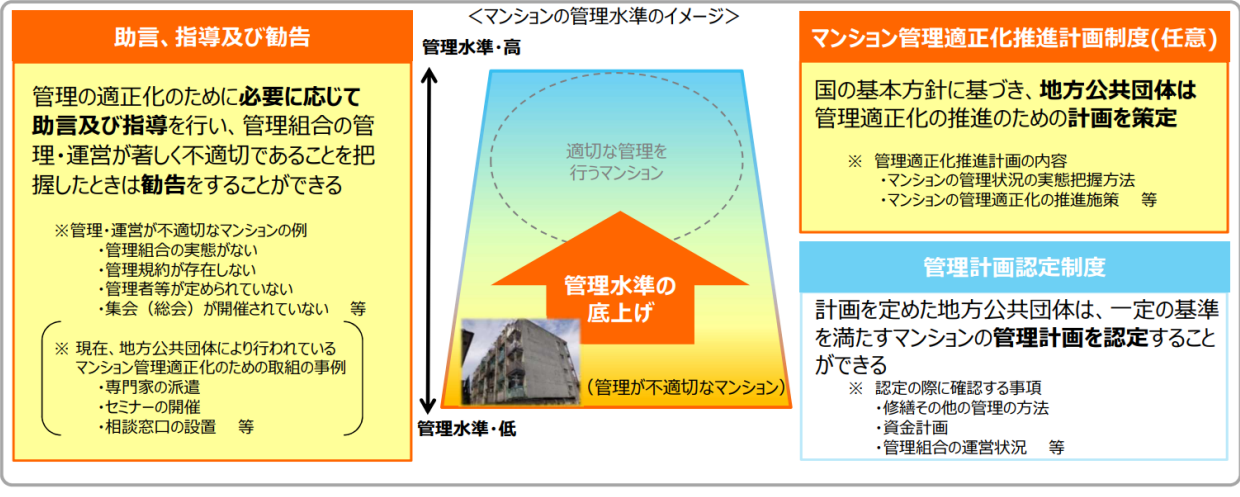 助言、指導及び勧告
管理の適正化のために必要に応じて
助言及び指導を行い、管理組合の管
理・運営が著しく不適切であることを把
握したときは勧告をすることができる
※管理・運営が不適切なマンションの例
・管理組合の実態がない
・管理規約が存在しない
・管理者等が定められていない
・集会（総会）が開催されていない 等
※ 現在、地方公共団体により行われている
マンション管理適正化のための取組の事例
・専門家の派遣
・セミナーの開催
・相談窓口の設置 等
＜マンションの管理水準のイメージ＞
管理水準・高
適切な管理を
行うマンション
管理水準の
底上げ
（管理が不適切なマンション）
管理水準・低
マンション管理適正化推進計画制度(任意)
国の基本方針に基づき、地方公共団体は
管理適正化の推進のための計画を策定
※ 管理適正化推進計画の内容
・マンションの管理状況の実態把握方法
・マンションの管理適正化の推進施策 等
管理計画認定制度
計画を定めた地方公共団体は、一定の基準
を満たすマンションの管理計画を認定すること
ができる
※ 認定の際に確認する事項
・修繕その他の管理の方法
・資金計画
・管理組合の運営状況 等